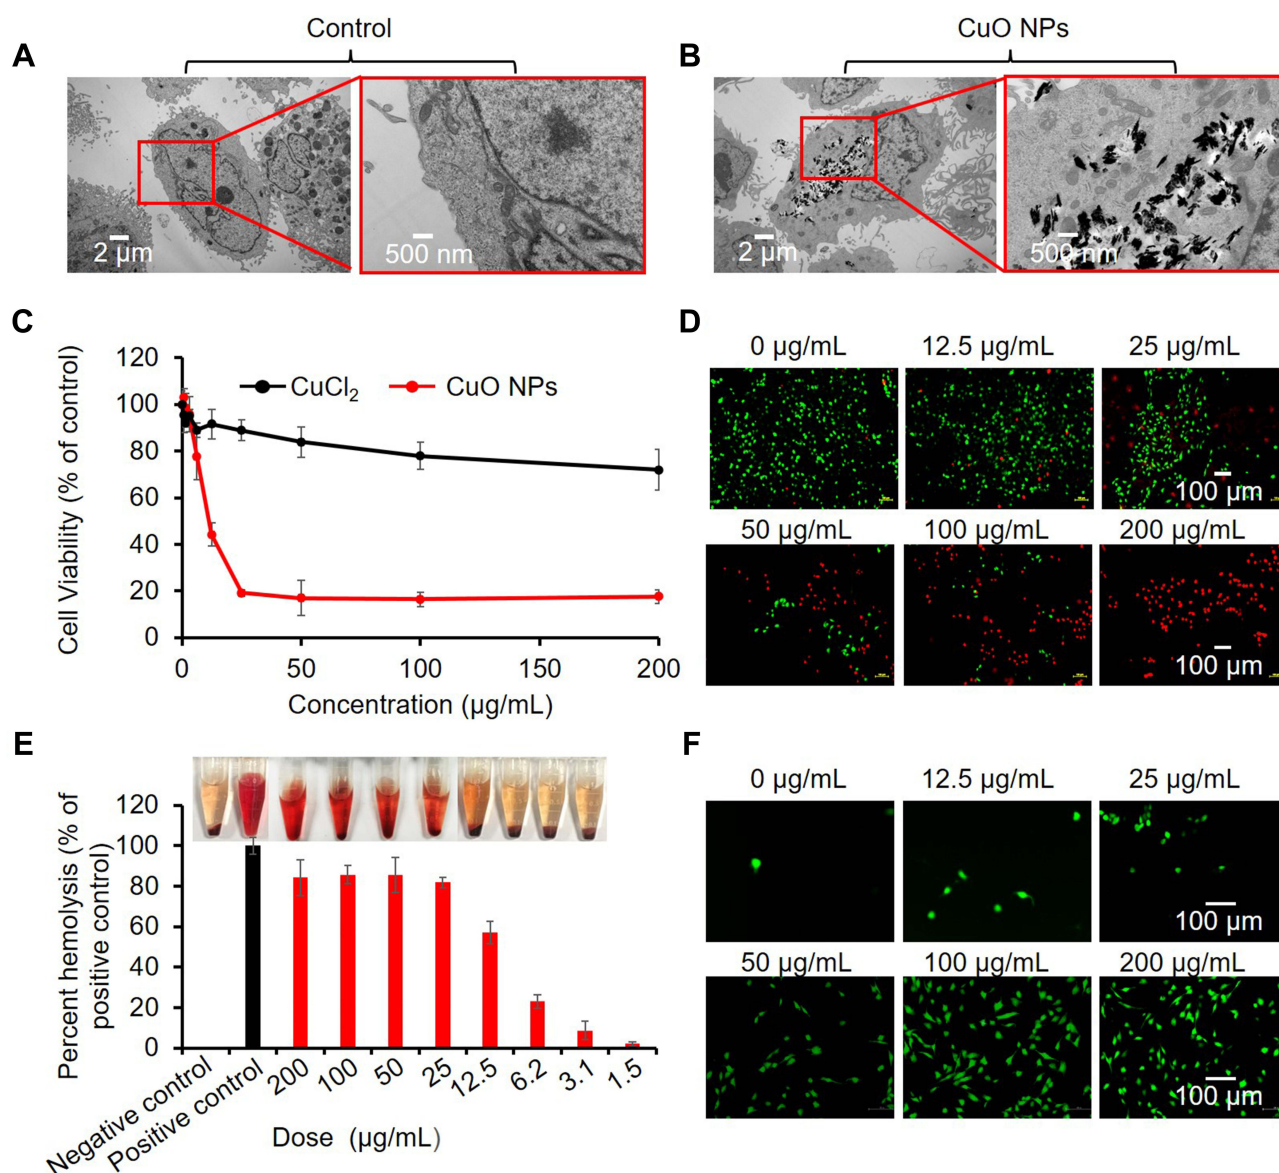 Control
CuO NPs
A
B
2 µm
500 nm
2 µm
500 nm
C
D
Cell Viability (% of control)
120
100
80
60
40
20
0
CuCl₂
CuO NPs
0
50
100
150
200
Concentration (µg/mL)
0 µg/mL
12.5 µg/mL
25 µg/mL
100 µm
50 µg/mL
100 µg/mL
200 µg/mL
100 µm
E
F
Percent hemolysis (% of
positive control)
120
100
80
60
40
20
0
Negative control
Positive control
200
100
50
25
12.5
6.2
3.1
1.5
Dose (µg/mL)
0 µg/mL
12.5 µg/mL
25 µg/mL
100 µm
50 µg/mL
100 µg/mL
200 µg/mL
100 µm